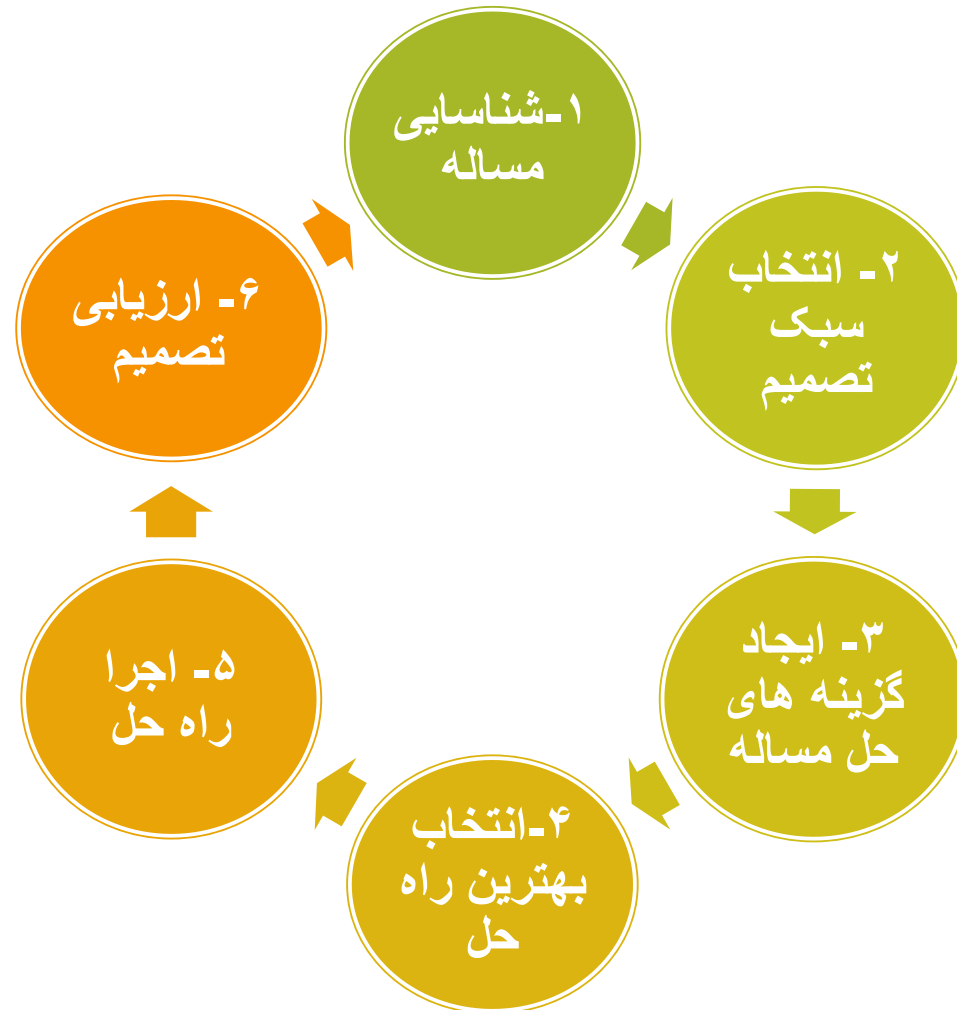 ۱-شناسایی
مساله
۲- انتخاب
سبک
تصمیم
۳- ایجاد
گزینه های
حل مساله
۴-انتخاب
بهترین راه
حل
۵- اجرا
راه حل
۶- ارزیابی
تصمیم